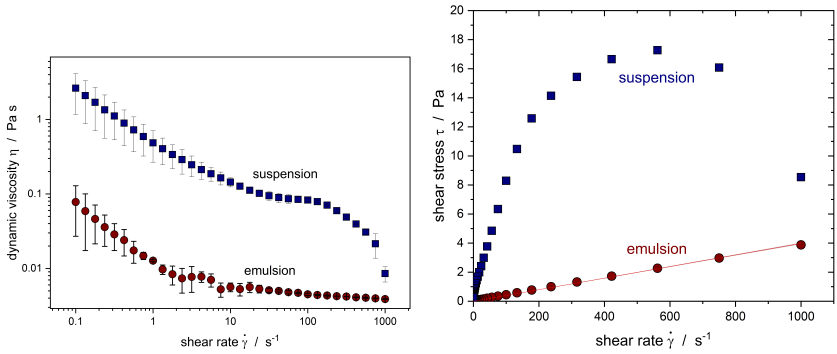 dynamic viscosity η / Pa s
1
0.1
0.01
suspension
emulsion
0.1 1 10 100 1000
shear rate γ̇ / s⁻¹
shear stress τ / Pa
20
18
16
14
12
10
8
6
4
2
0
suspension
emulsion
0 200 400 600 800 1000
shear rate γ̇ / s⁻¹